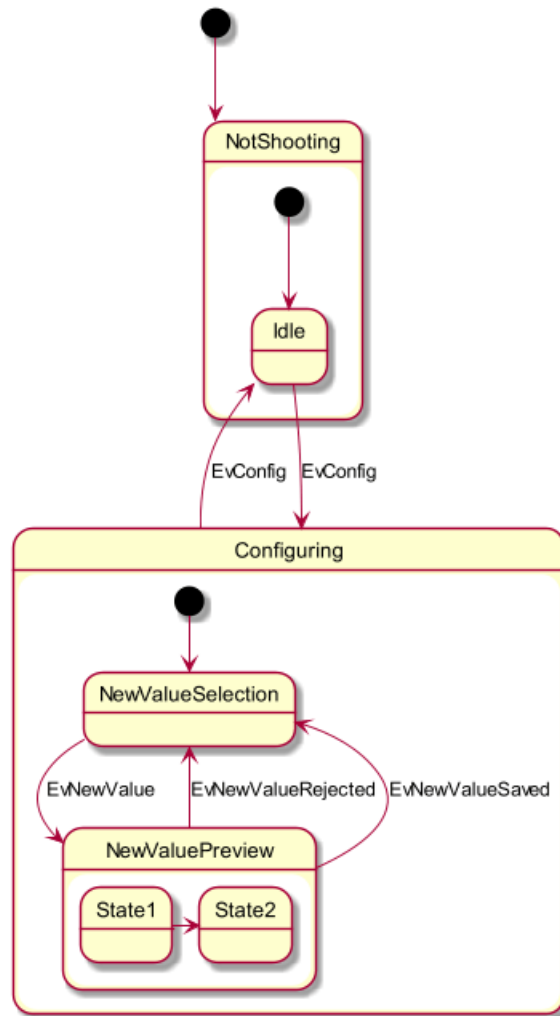 NotShooting
Idle
EvConfig EvConfig
Configuring
NewValueSelection
EvNewValue EvNewValueRejected EvNewValueSaved
NewValuePreview
State1 State2